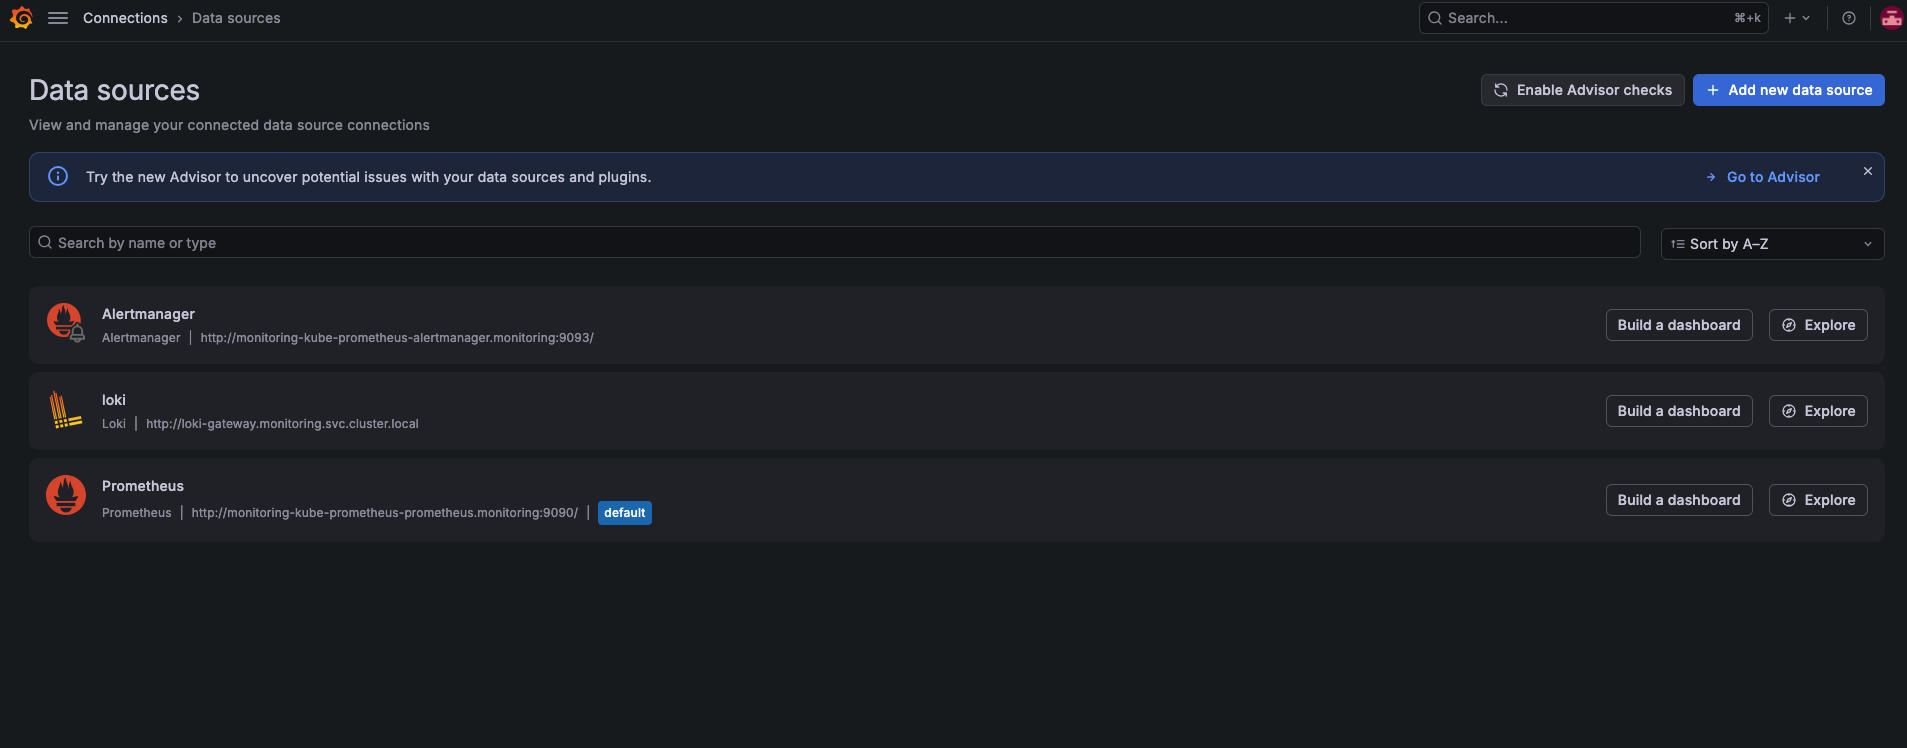 Connections › Data sources
Search... ⌘+k
Data sources
Enable Advisor checks
Add new data source
View and manage your connected data source connections
Try the new Advisor to uncover potential issues with your data sources and plugins.
Go to Advisor
Search by name or type
Sort by A–Z
Alertmanager
Alertmanager | http://monitoring-kube-prometheus-alertmanager.monitoring:9093/
Build a dashboard
Explore
loki
Loki | http://loki-gateway.monitoring.svc.cluster.local
Build a dashboard
Explore
Prometheus
Prometheus | http://monitoring-kube-prometheus-prometheus.monitoring:9090/ | default
Build a dashboard
Explore